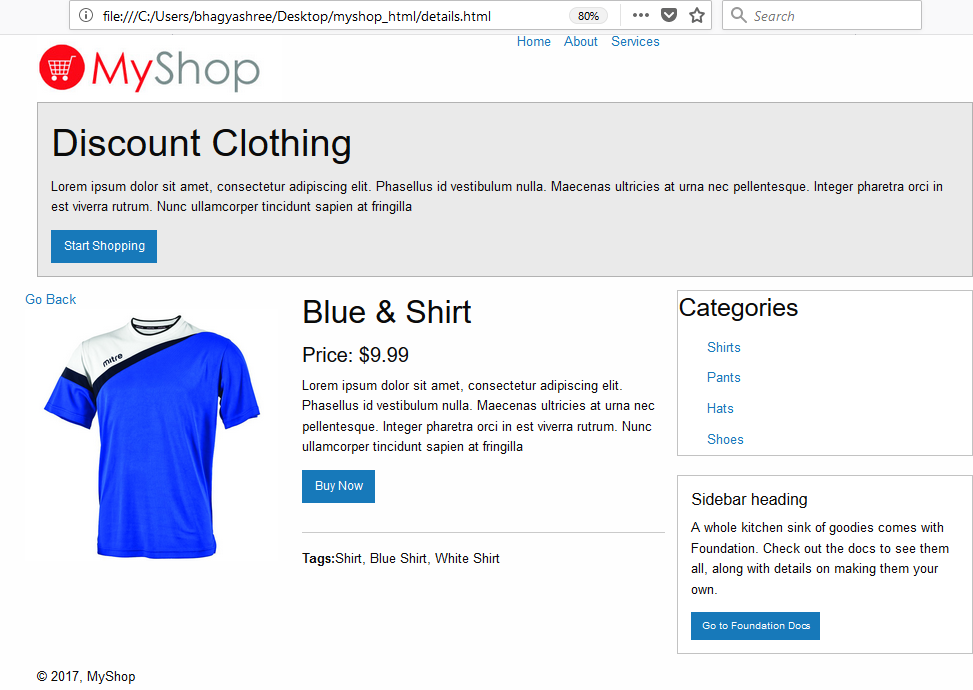 file:///C:/Users/bhagyashree/Desktop/myshop_html/details.html
80%
Search
MyShop
Home About Services
Discount Clothing
Lorem ipsum dolor sit amet, consectetur adipiscing elit. Phasellus id vestibulum nulla. Maecenas ultricies at urna nec pellentesque. Integer pharetra orci in
est viverra rutrum. Nunc ullamcorper tincidunt sapien at fringilla
Start Shopping
Go Back
mitre
Blue & Shirt
Price: $9.99
Lorem ipsum dolor sit amet, consectetur adipiscing elit.
Phasellus id vestibulum nulla. Maecenas ultricies at urna nec
pellentesque. Integer pharetra orci in est viverra rutrum. Nunc
ullamcorper tincidunt sapien at fringilla
Buy Now
Tags:Shirt, Blue Shirt, White Shirt
Categories
Shirts
Pants
Hats
Shoes
Sidebar heading
A whole kitchen sink of goodies comes with
Foundation. Check out the docs to see them
all, along with details on making them your
own.
Go to Foundation Docs
© 2017, MyShop